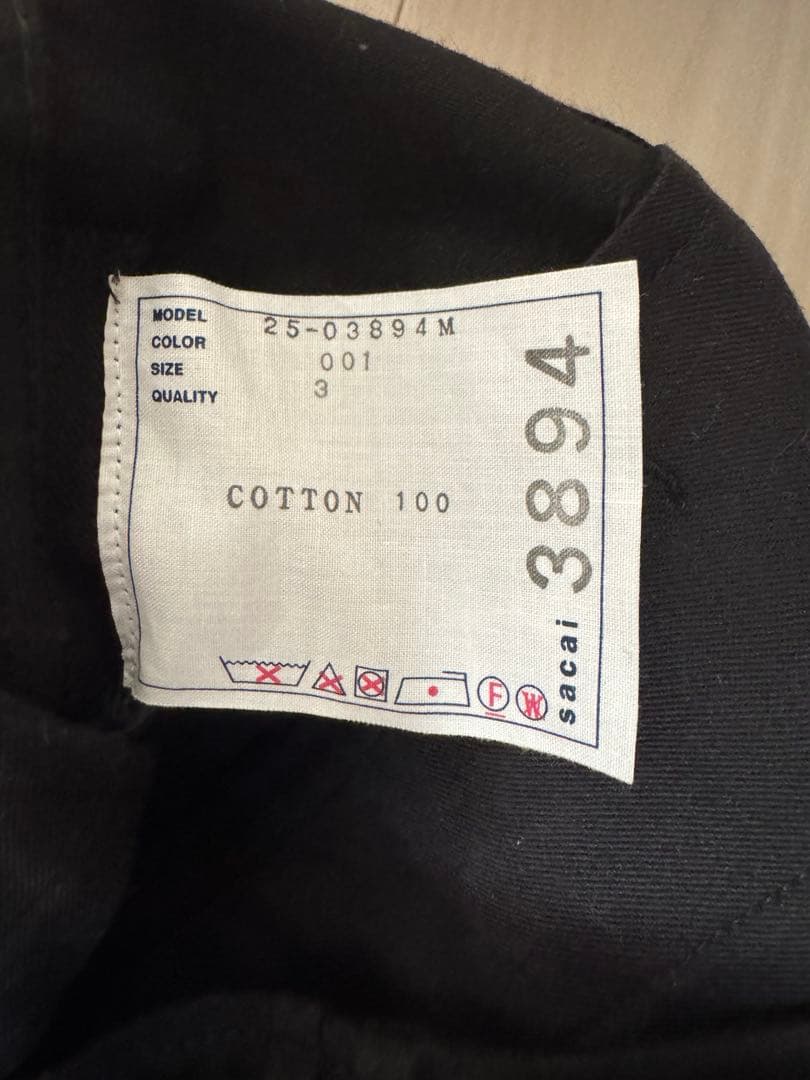 MODEL 25-03894M
COLOR 001
SIZE 3
QUALITY
COTTON 100
F W
sacai 3894